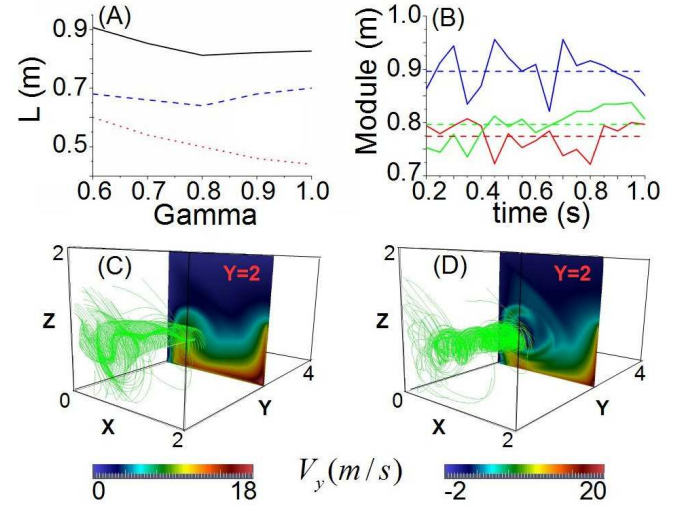 (A)
0.9
0.7
0.5
L (m)
0.6 0.7 0.8 0.9 1.0
Gamma
(B)
1.0
0.9
0.8
0.7
Module (m)
0.2 0.4 0.6 0.8 1.0
time (s)
(C)
Y=2
2
Z
0
X
2
Y
4
(D)
Y=2
2
Z
0
X
2
Y
4
0 18
V_y(m/s)
-2 20